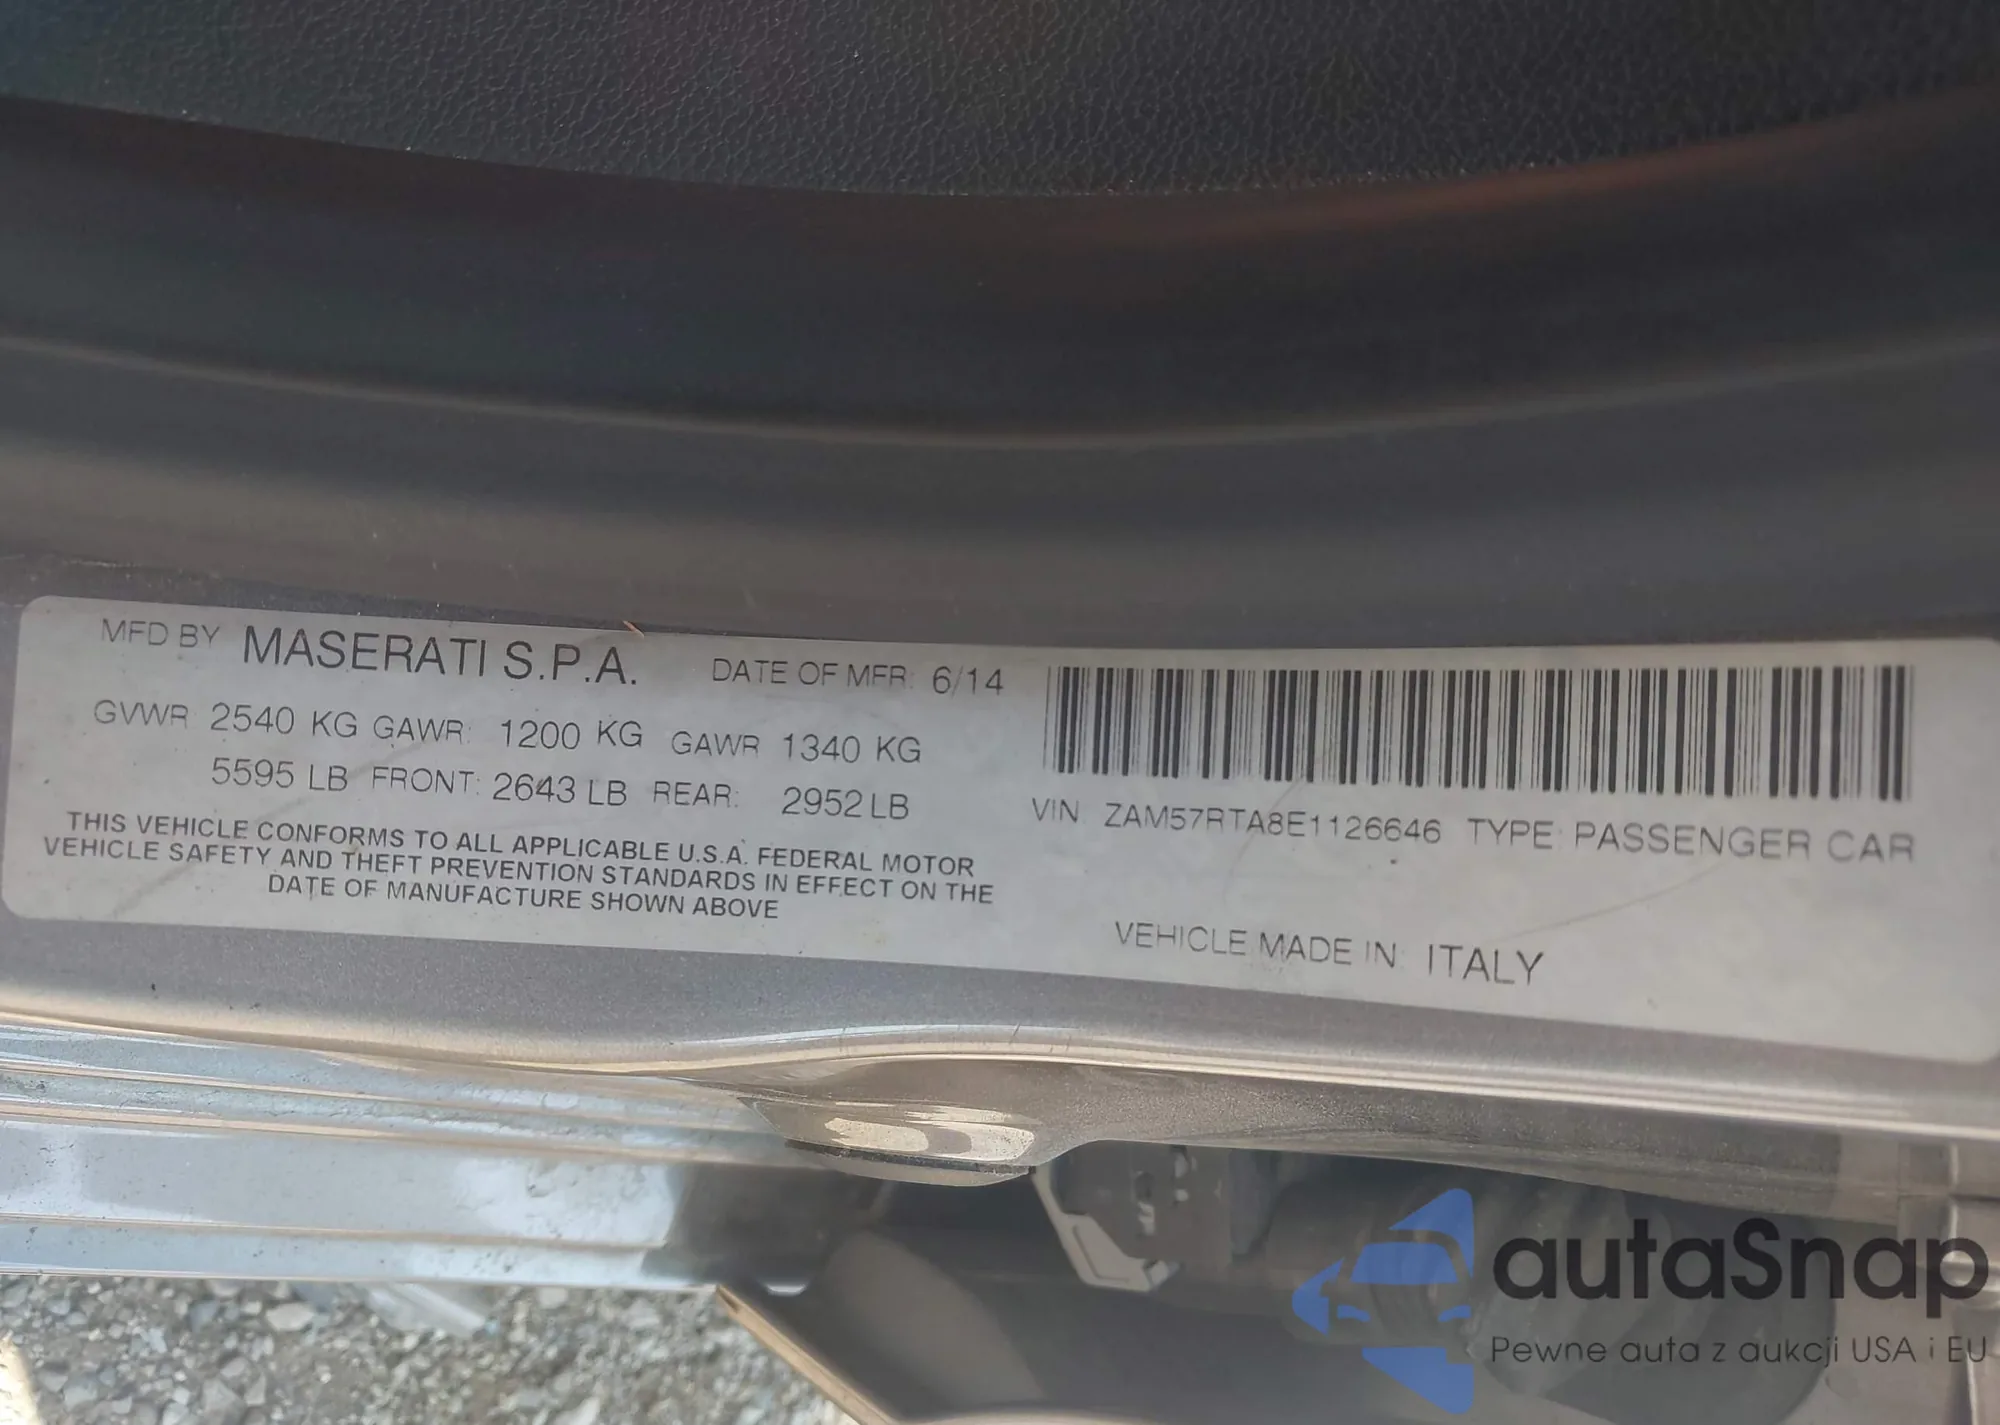 MFD BY MASERATI S.P.A. DATE OF MFR: 6/14
GVWR 2540 KG GAWR: 1200 KG GAWR 1340 KG
5595 LB FRONT: 2643 LB REAR: 2952 LB
THIS VEHICLE CONFORMS TO ALL APPLICABLE U.S.A. FEDERAL MOTOR
VEHICLE SAFETY AND THEFT PREVENTION STANDARDS IN EFFECT ON THE
DATE OF MANUFACTURE SHOWN ABOVE
VIN ZAM57RTA8E1126646 TYPE: PASSENGER CAR
VEHICLE MADE IN: ITALY
autaSnap
Pewne auta z aukcji USA i EU